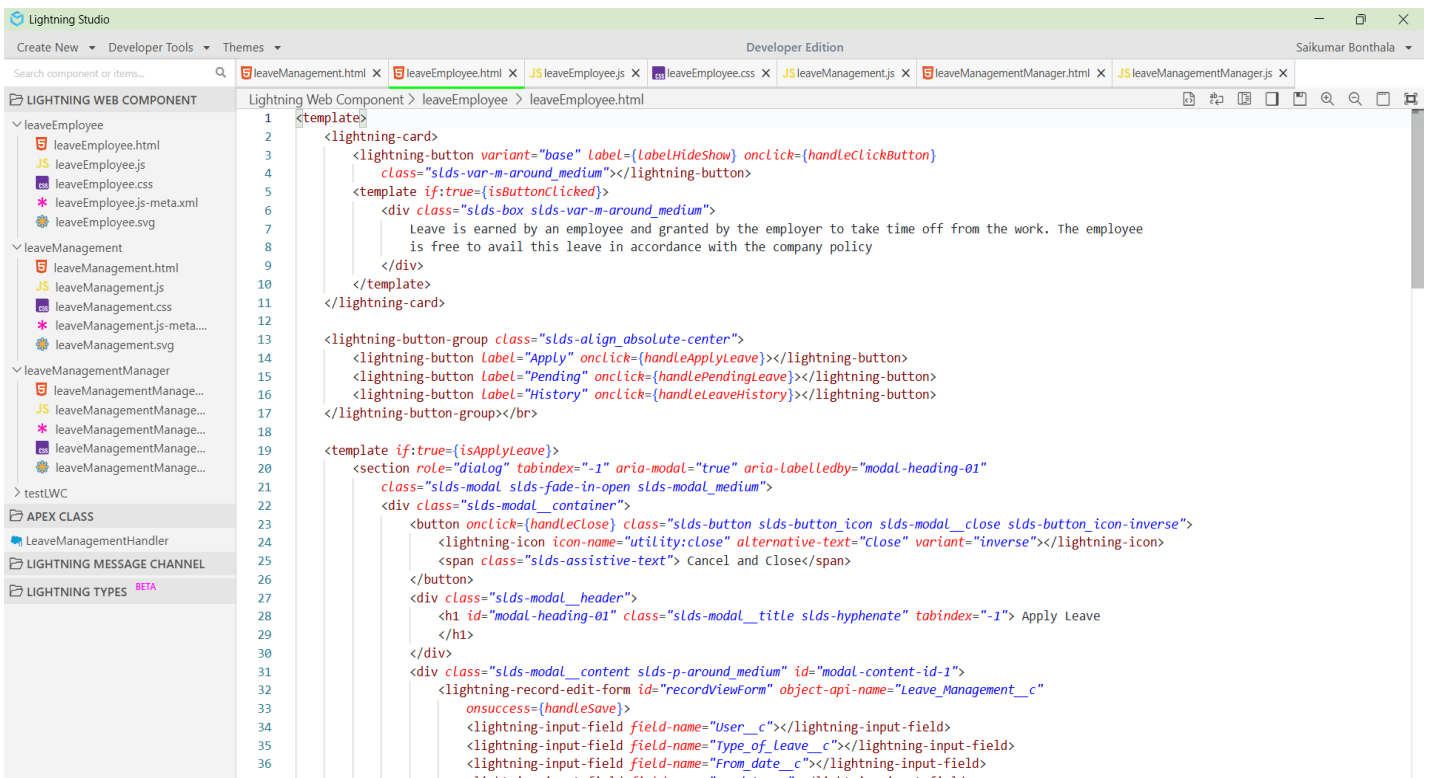 Lightning Studio
Create New Developer Tools Themes Developer Edition Saikumar Bonthala
Search component or items...
leaveManagement.html leaveEmployee.html JS leaveEmployee.js css leaveEmployee.css JS leaveManagement.js leaveManagementManager.html JS leaveManagementManager.js
LIGHTNING WEB COMPONENT
leaveEmployee
leaveEmployee.html
JS leaveEmployee.js
css leaveEmployee.css
leaveEmployee.js-meta.xml
leaveEmployee.svg
leaveManagement
leaveManagement.html
JS leaveManagement.js
css leaveManagement.css
leaveManagement.js-meta....
leaveManagement.svg
leaveManagementManager
leaveManagementManage...
JS leaveManagementManage...
leaveManagementManage...
css leaveManagementManage...
leaveManagementManage...
testLWC
APEX CLASS
LeaveManagementHandler
LIGHTNING MESSAGE CHANNEL
LIGHTNING TYPES BETA
Lightning Web Component > leaveEmployee > leaveEmployee.html
1 <template>
2 <lightning-card>
3 <lightning-button variant="base" label={labelHideShow} onclick={handleClickButton}
4 class="slds-var-m-around_medium"></lightning-button>
5 <template if:true={isButtonClicked}>
6 <div class="slds-box slds-var-m-around_medium">
7 Leave is earned by an employee and granted by the employer to take time off from the work. The employee
8 is free to avail this leave in accordance with the company policy
9 </div>
10 </template>
11 </lightning-card>
12
13 <lightning-button-group class="slds-align_absolute-center">
14 <lightning-button label="Apply" onclick={handleApplyLeave}></lightning-button>
15 <lightning-button label="Pending" onclick={handlePendingLeave}></lightning-button>
16 <lightning-button label="History" onclick={handleLeaveHistory}></lightning-button>
17 </lightning-button-group></br>
18
19 <template if:true={isApplyLeave}>
20 <section role="dialog" tabindex="-1" aria-modal="true" aria-labelledby="modal-heading-01"
21 class="slds-modal slds-fade-in-open slds-modal_medium">
22 <div class="slds-modal__container">
23 <button onclick={handleClose} class="slds-button slds-button_icon slds-modal__close slds-button_icon-inverse">
24 <lightning-icon icon-name="utility:close" alternative-text="Close" variant="inverse"></lightning-icon>
25 <span class="slds-assistive-text"> Cancel and Close</span>
26 </button>
27 <div class="slds-modal__header">
28 <h1 id="modal-heading-01" class="slds-modal__title slds-hyphenate" tabindex="-1"> Apply Leave
29 </h1>
30 </div>
31 <div class="slds-modal__content slds-p-around_medium" id="modal-content-id-1">
32 <lightning-record-edit-form id="recordViewForm" object-api-name="Leave_Management__c"
33 onsuccess={handleSave}>
34 <lightning-input-field field-name="User__c"></lightning-input-field>
35 <lightning-input-field field-name="Type_of_leave__c"></lightning-input-field>
36 <lightning-input-field field-name="From_date__c"></lightning-input-field>